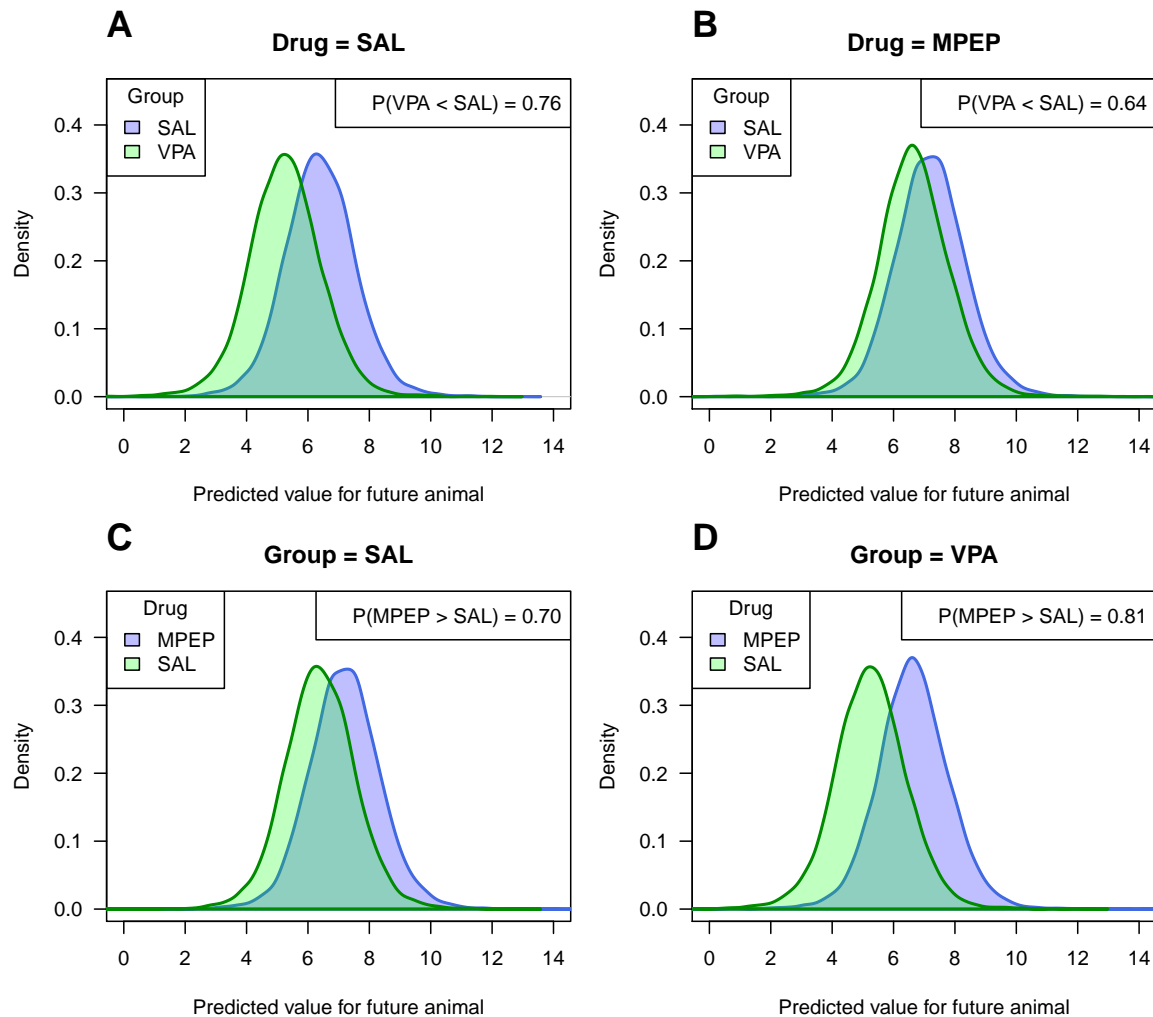 A
Drug = SAL
Group
SAL
VPA
P(VPA < SAL) = 0.76
0.4
0.3
0.2
0.1
0.0
Density
0 2 4 6 8 10 12 14
Predicted value for future animal
B
Drug = MPEP
Group
SAL
VPA
P(VPA < SAL) = 0.64
0.4
0.3
0.2
0.1
0.0
Density
0 2 4 6 8 10 12 14
Predicted value for future animal
C
Group = SAL
Drug
MPEP
SAL
P(MPEP > SAL) = 0.70
0.4
0.3
0.2
0.1
0.0
Density
0 2 4 6 8 10 12 14
Predicted value for future animal
D
Group = VPA
Drug
MPEP
SAL
P(MPEP > SAL) = 0.81
0.4
0.3
0.2
0.1
0.0
Density
0 2 4 6 8 10 12 14
Predicted value for future animal